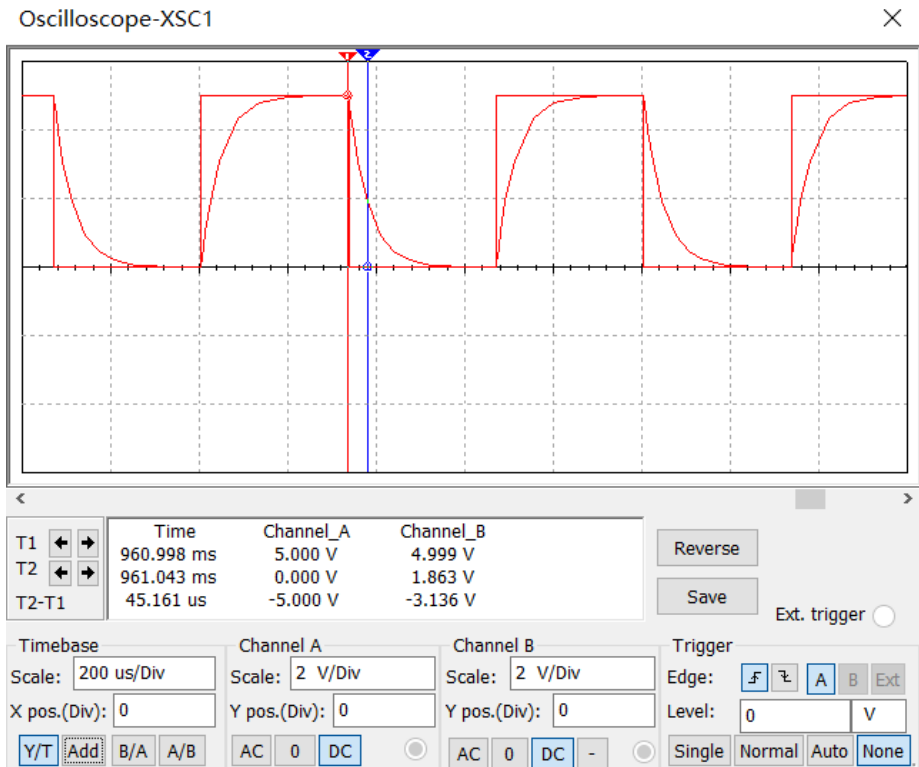 Oscilloscope-XSC1
1 2
Time Channel_A Channel_B
T1 960.998 ms 5.000 V 4.999 V
T2 961.043 ms 0.000 V 1.863 V
T2-T1 45.161 us -5.000 V -3.136 V
Reverse
Save
Ext. trigger
Timebase
Scale: 200 us/Div
X pos.(Div): 0
Y/T Add B/A A/B
Channel A
Scale: 2 V/Div
Y pos.(Div): 0
AC 0 DC
Channel B
Scale: 2 V/Div
Y pos.(Div): 0
AC 0 DC -
Trigger
Edge: A B Ext
Level: 0 V
Single Normal Auto None